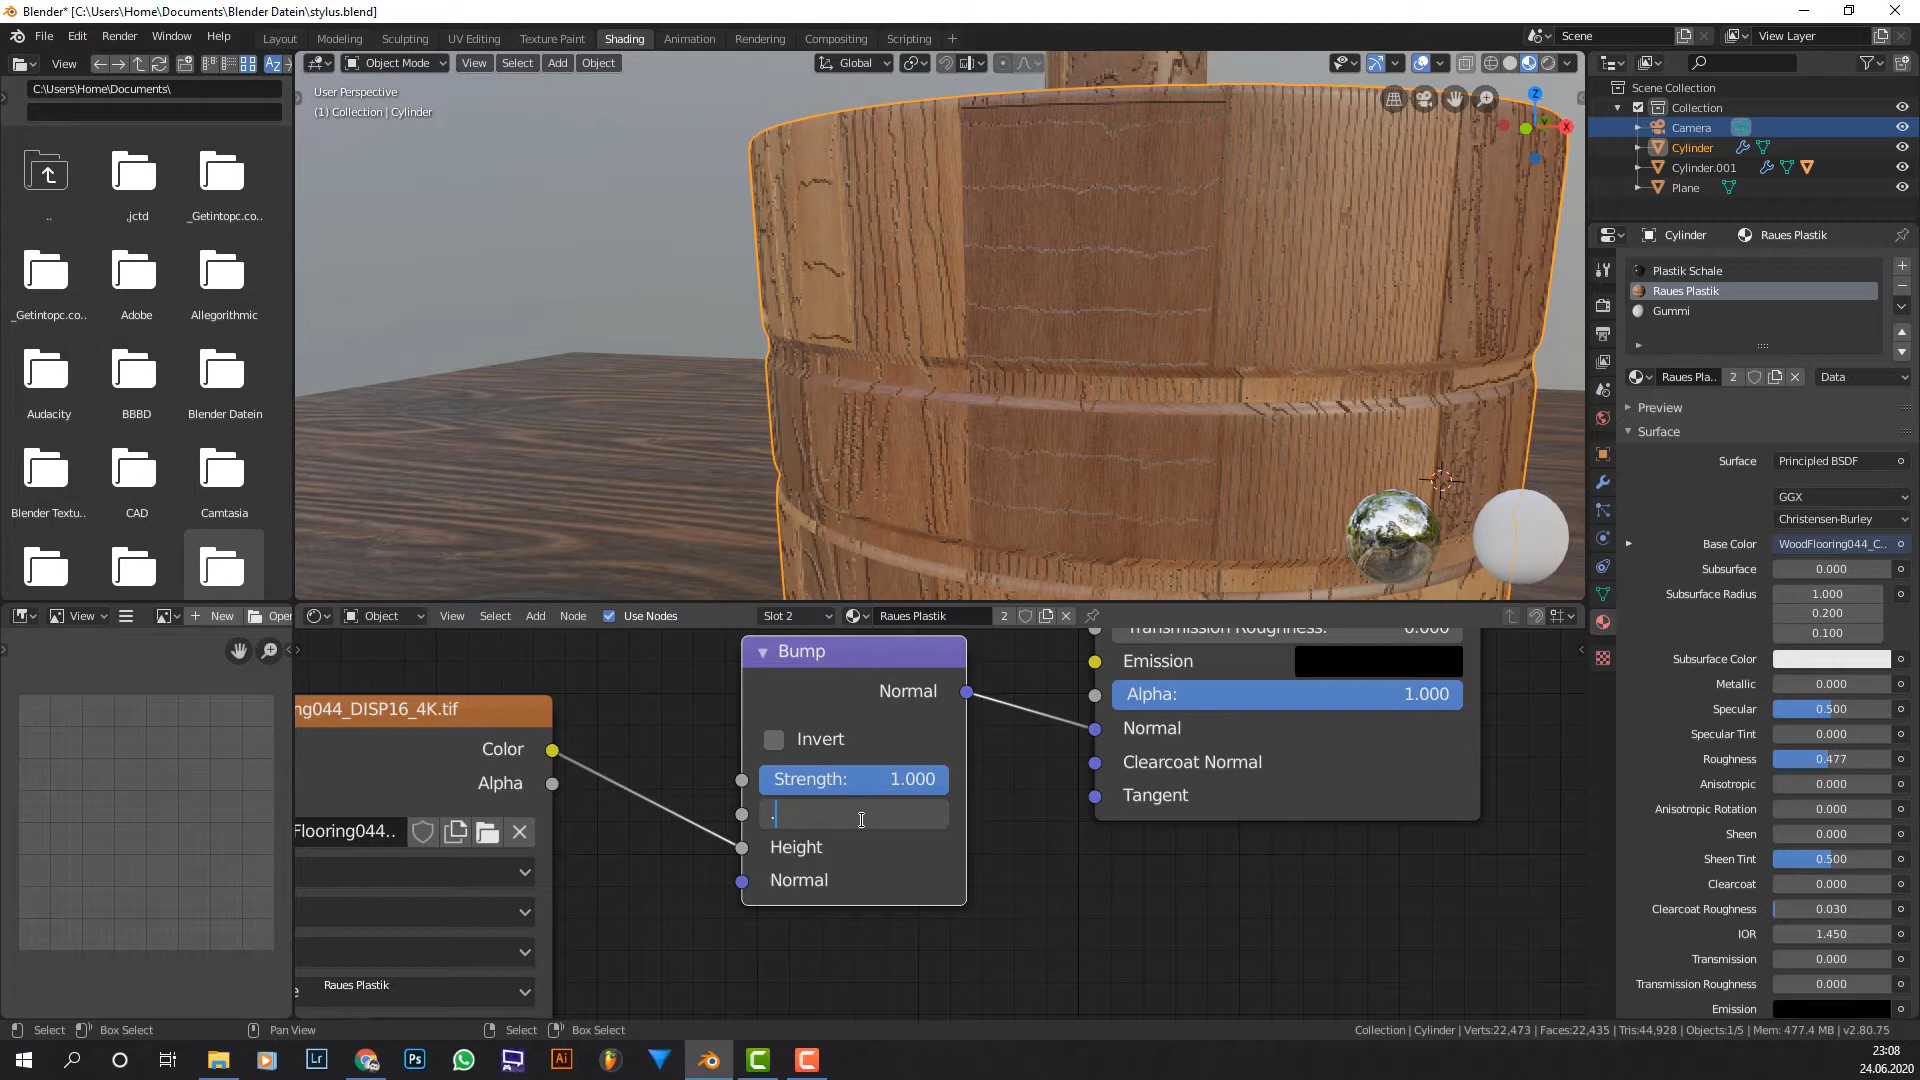 Blender* [C:\Users\Home\Documents\Blender Datein\stylus.blend]
File Edit Render Window Help
Layout Modeling Sculpting UV Editing Texture Paint Shading Animation Rendering Compositing Scripting
Scene
View Layer
View
C:\Users\Home\Documents\
Object Mode View Select Add Object
Global
User Perspective
(1) Collection | Cylinder
..
.jctd
_Getintopc.co..
_Getintopc.co..
Adobe
Allegorithmic
Audacity
BBBD
Blender Datein
Blender Textu..
CAD
Camtasia
Scene Collection
Collection
Camera
Cylinder
Cylinder.001
Plane
Cylinder
Raues Plastik
Plastik Schale
Raues Plastik
Gummi
Raues Pla.. 2 Data
Preview
Surface
Surface Principled BSDF
GGX
Christensen-Burley
Base Color WoodFlooring044_C..
Subsurface 0.000
Subsurface Radius 1.000
0.200
0.100
Subsurface Color
Metallic 0.000
Specular 0.500
Specular Tint 0.000
Roughness 0.477
Anisotropic 0.000
Anisotropic Rotation 0.000
Sheen 0.000
Sheen Tint 0.500
Clearcoat 0.000
Clearcoat Roughness 0.030
IOR 1.450
Transmission 0.000
Transmission Roughness 0.000
Emission
View New Open
Object View Select Add Node Use Nodes Slot 2 Raues Plastik 2
ng044_DISP16_4K.tif
Color
Alpha
Flooring044..
Raues Plastik
Bump
Normal
Invert
Strength: 1.000
.
Height
Normal
Transmission Roughness: 0.000
Emission
Alpha: 1.000
Normal
Clearcoat Normal
Tangent
Select Box Select Pan View Select Box Select
Collection | Cylinder | Verts:22,473 | Faces:22,435 | Tris:44,928 | Objects:1/5 | Mem: 477.4 MB | v2.80.75
Lr
Ps
Ai
23:08
24.06.2020